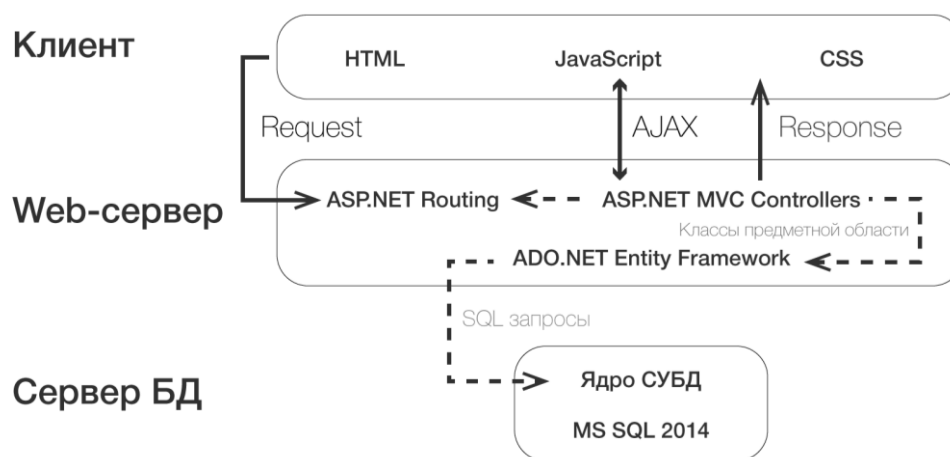 Клиент
HTML JavaScript CSS
Request AJAX Response
Web-сервер
ASP.NET Routing ASP.NET MVC Controllers
Классы предметной области
ADO.NET Entity Framework
SQL запросы
Сервер БД
Ядро СУБД
MS SQL 2014